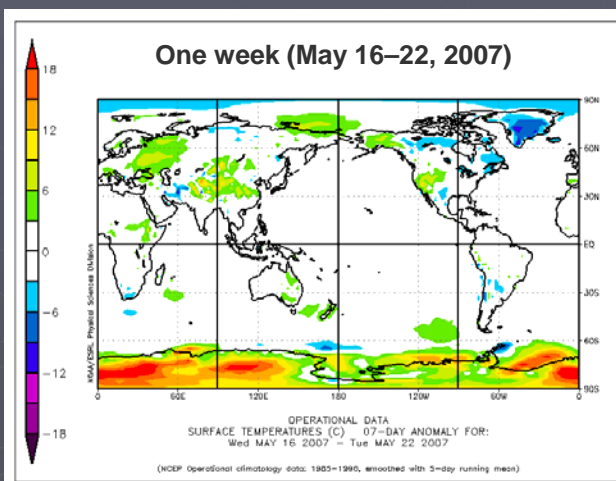 One week (May 16–22, 2007)
18
12
6
0
−6
−12
−18
90N
60N
30N
EQ
30S
60S
90S
0 60E 120E 180 120W 60W 0
NOAA/ESRL Physical Sciences Division
OPERATIONAL DATA
SURFACE TEMPERATURES (C) 07-DAY ANOMALY FOR:
Wed MAY 16 2007 - Tue MAY 22 2007
(NCEP Operational climatology data: 1985-1996, smoothed with 5-day running mean)